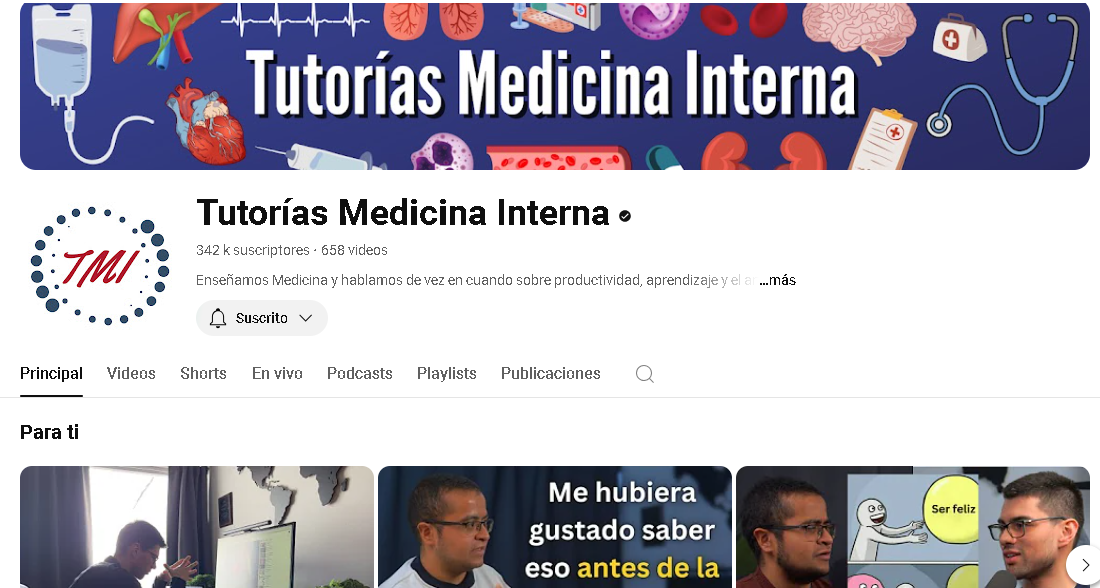 Tutorías Medicina Interna
Tutorías Medicina Interna
342 k suscriptores · 658 videos
Enseñamos Medicina y hablamos de vez en cuando sobre productividad, aprendizaje y el ...más
TMI
Suscrito
Principal Videos Shorts En vivo Podcasts Playlists Publicaciones
Para ti
Me hubiera
gustado saber
eso antes de la
Ser feliz